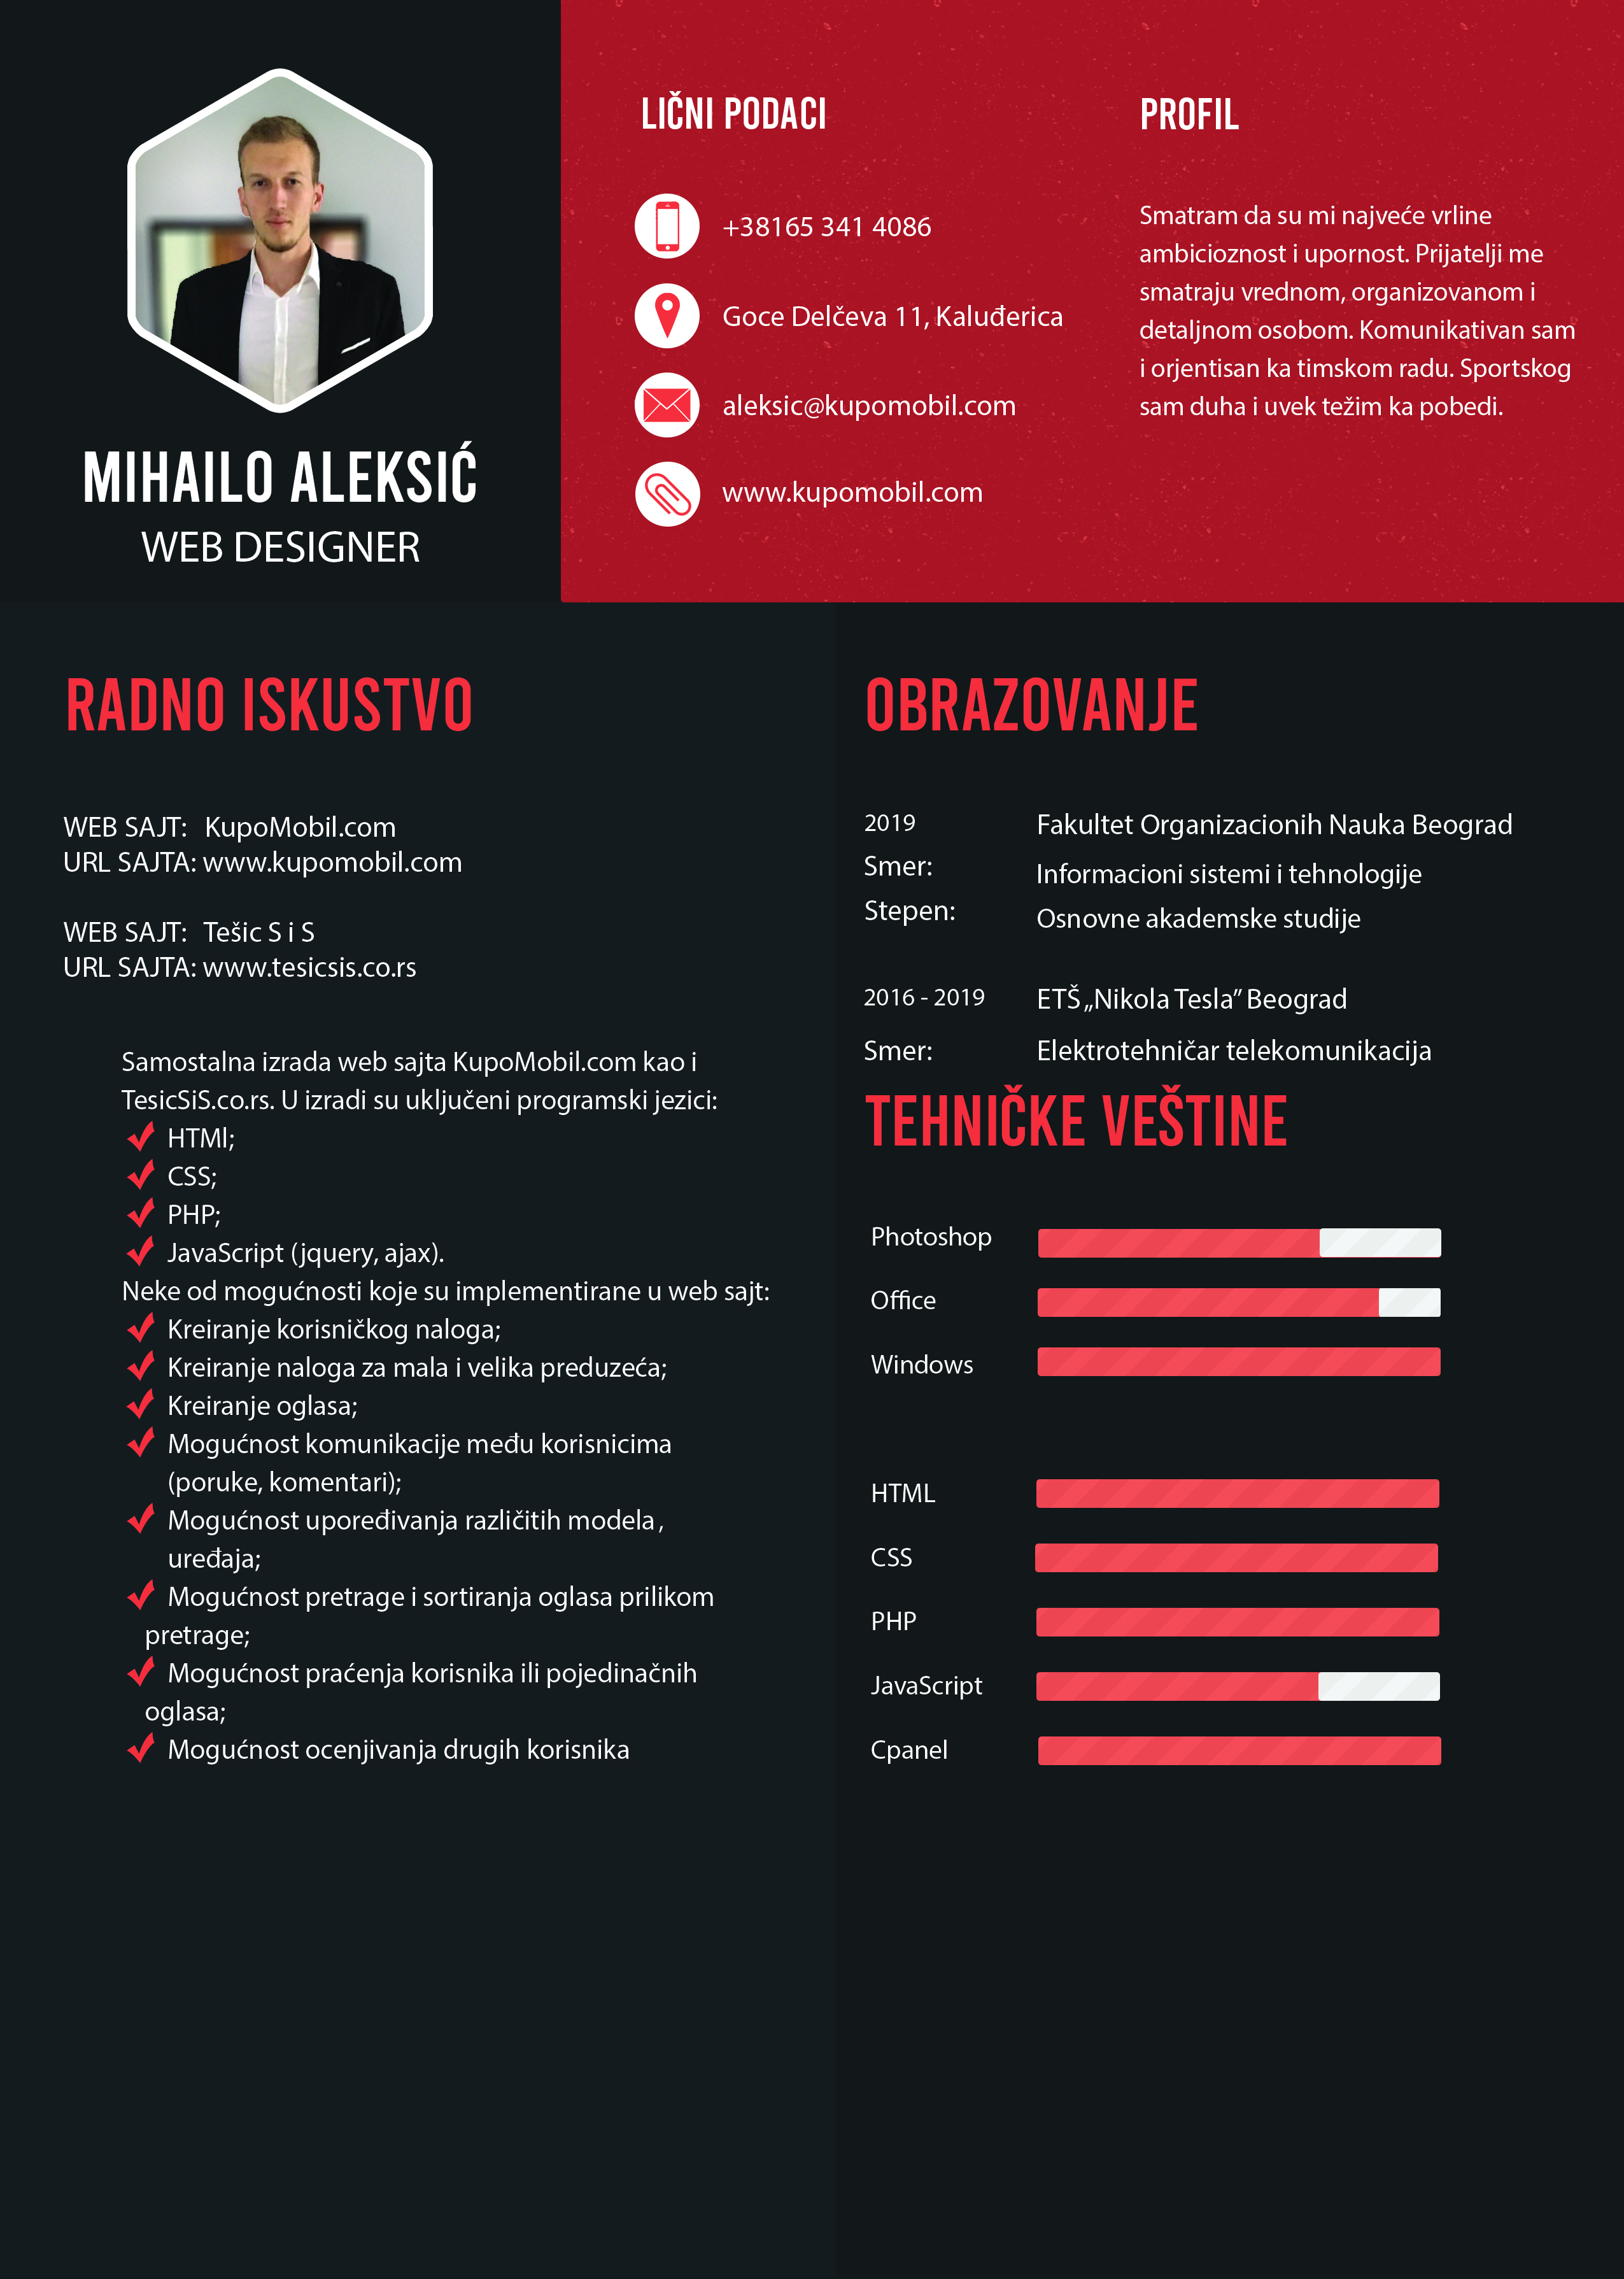 MIHAILO ALEKSIĆ
WEB DESIGNER
LIČNI PODACI
+38165 341 4086
Goce Delčeva 11, Kaluđerica
aleksic@kupomobil.com
www.kupomobil.com
PROFIL
Smatram da su mi najveće vrline
ambicioznost i upornost. Prijatelji me
smatraju vrednom, organizovanom i
detaljnom osobom. Komunikativan sam
i orjentisan ka timskom radu. Sportskog
sam duha i uvek težim ka pobedi.
RADNO ISKUSTVO
WEB SAJT: KupoMobil.com
URL SAJTA: www.kupomobil.com
WEB SAJT: Tešic S i S
URL SAJTA: www.tesicsis.co.rs
Samostalna izrada web sajta KupoMobil.com kao i
TesicSiS.co.rs. U izradi su uključeni programski jezici:
HTMl;
CSS;
PHP;
JavaScript (jquery, ajax).
Neke od mogućnosti koje su implementirane u web sajt:
Kreiranje korisničkog naloga;
Kreiranje naloga za mala i velika preduzeća;
Kreiranje oglasa;
Mogućnost komunikacije među korisnicima
(poruke, komentari);
Mogućnost upoređivanja različitih modela ,
uređaja;
Mogućnost pretrage i sortiranja oglasa prilikom
pretrage;
Mogućnost praćenja korisnika ili pojedinačnih
oglasa;
Mogućnost ocenjivanja drugih korisnika
OBRAZOVANJE
2019 Fakultet Organizacionih Nauka Beograd
Smer: Informacioni sistemi i tehnologije
Stepen: Osnovne akademske studije
2016 - 2019 ETŠ „Nikola Tesla” Beograd
Smer: Elektrotehničar telekomunikacija
TEHNIČKE VEŠTINE
Photoshop
Office
Windows
HTML
CSS
PHP
JavaScript
Cpanel